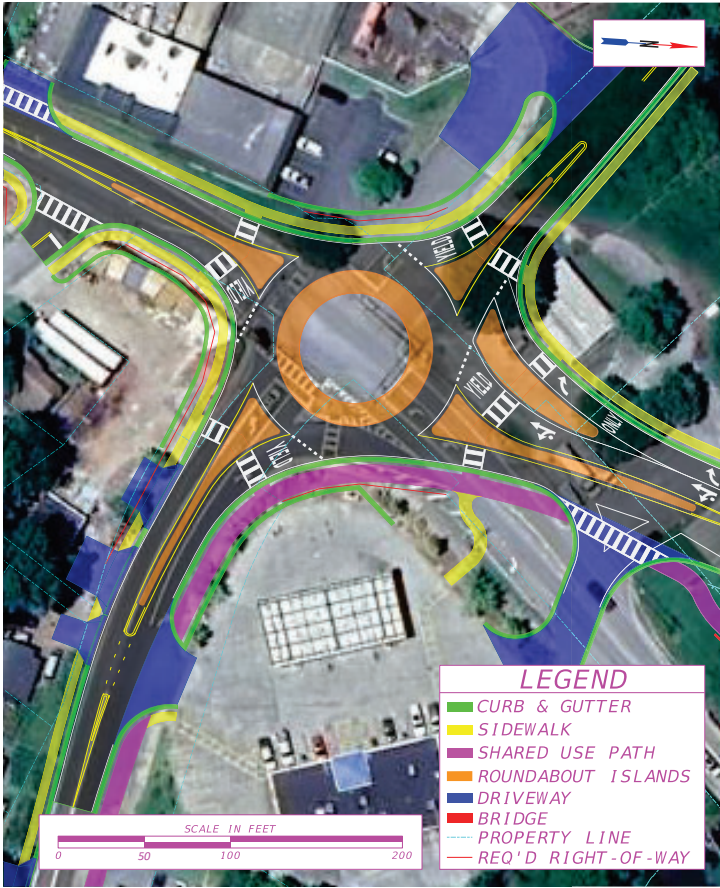 N
YIELD
YIELD
YIELD
ONLY
YIELD
LEGEND
CURB & GUTTER
SIDEWALK
SHARED USE PATH
ROUNDABOUT ISLANDS
DRIVEWAY
BRIDGE
PROPERTY LINE
REQ'D RIGHT-OF-WAY
SCALE IN FEET
0 50 100 200